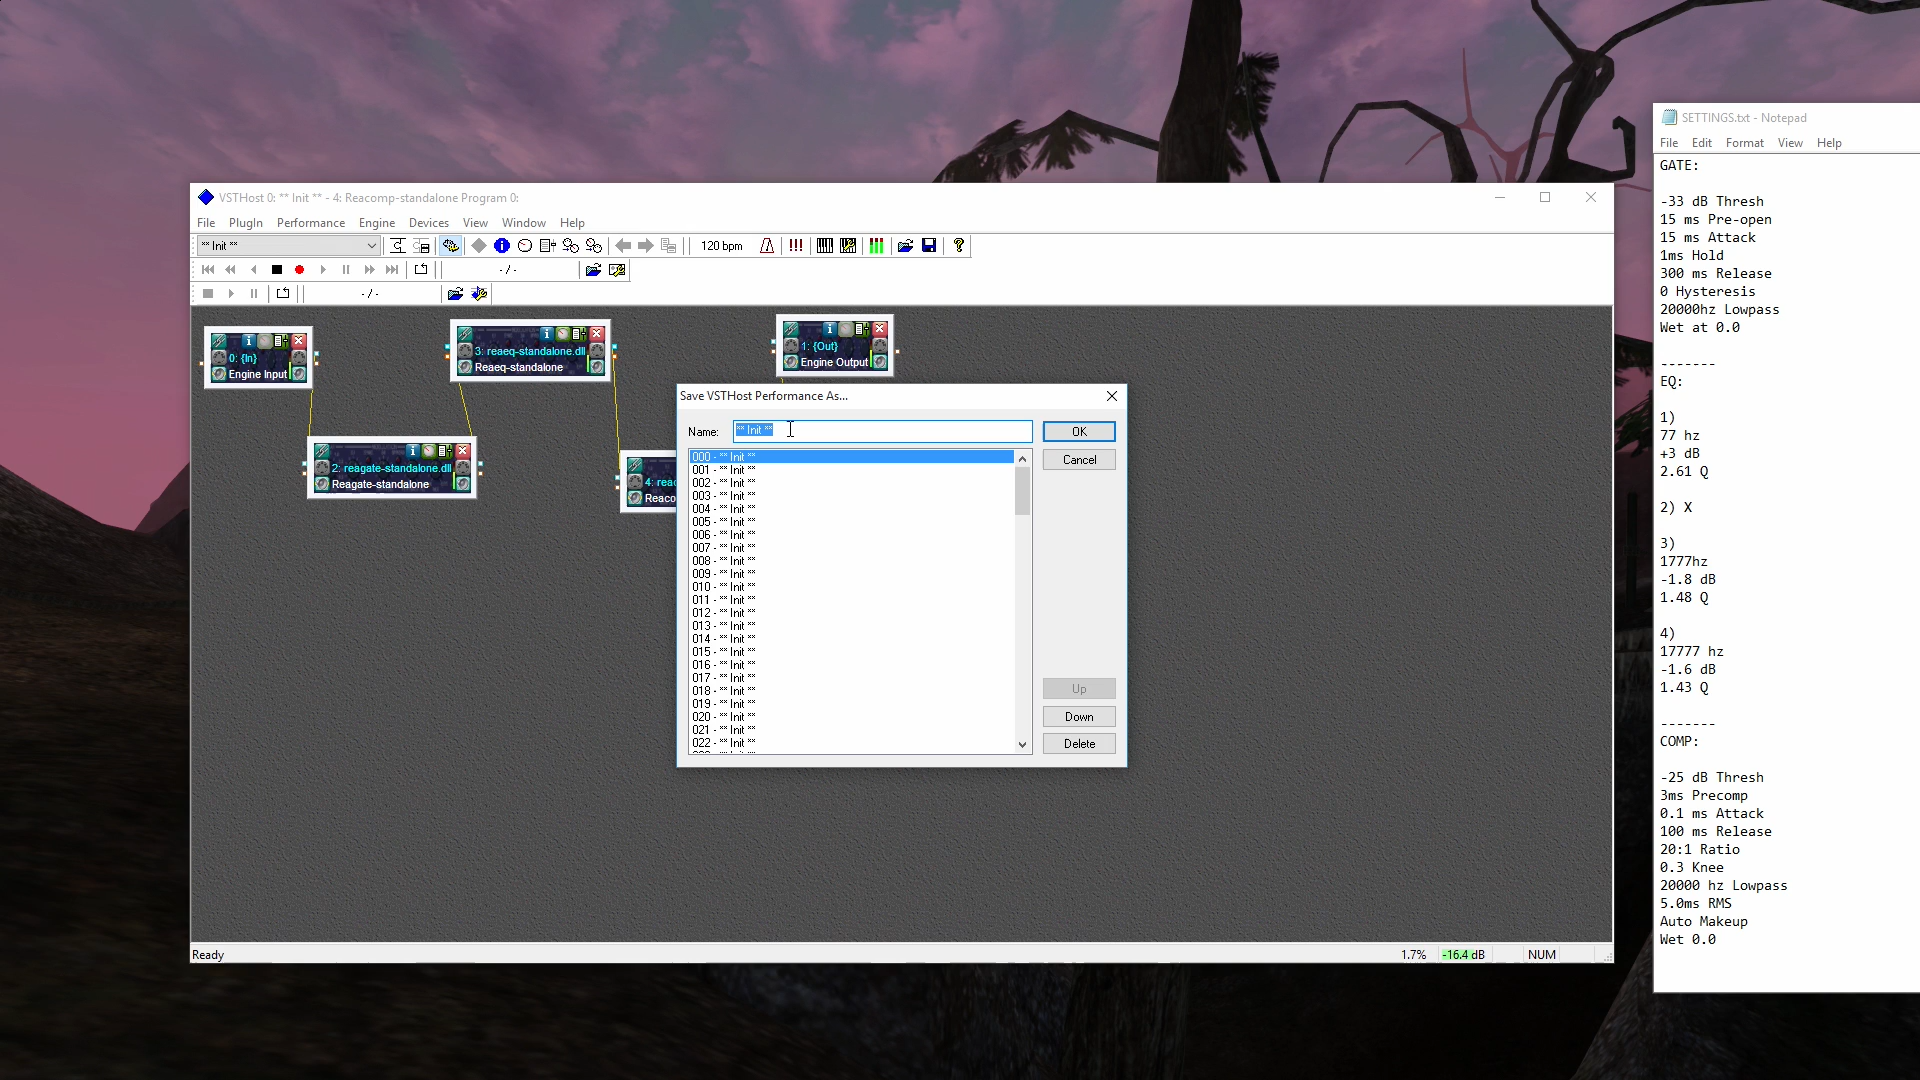 VSTHost 0: ** Init ** - 4: Reacomp-standalone Program 0:
File PlugIn Performance Engine Devices View Window Help
** Init **
120 bpm
- / -
- / -
0: {In}
Engine Input
3: reaeq-standalone.dll
Reaeq-standalone
1: {Out}
Engine Output
2: reagate-standalone.dll
Reagate-standalone
4: reac
Reaco
Save VSTHost Performance As...
Name: ** Init ** OK
Cancel
000 - ** Init **
001 - ** Init **
002 - ** Init **
003 - ** Init **
004 - ** Init **
005 - ** Init **
006 - ** Init **
007 - ** Init **
008 - ** Init **
009 - ** Init **
010 - ** Init **
011 - ** Init **
012 - ** Init **
013 - ** Init **
014 - ** Init **
015 - ** Init **
016 - ** Init **
017 - ** Init **
018 - ** Init **
019 - ** Init **
020 - ** Init **
021 - ** Init **
022 - ** Init **
Up
Down
Delete
Ready 1.7% -16.4 dB NUM
SETTINGS.txt - Notepad
File Edit Format View Help
GATE:
-33 dB Thresh
15 ms Pre-open
15 ms Attack
1ms Hold
300 ms Release
0 Hysteresis
20000hz Lowpass
Wet at 0.0
-------
EQ:
1)
77 hz
+3 dB
2.61 Q
2) X
3)
1777hz
-1.8 dB
1.48 Q
4)
17777 hz
-1.6 dB
1.43 Q
-------
COMP:
-25 dB Thresh
3ms Precomp
0.1 ms Attack
100 ms Release
20:1 Ratio
0.3 Knee
20000 hz Lowpass
5.0ms RMS
Auto Makeup
Wet 0.0